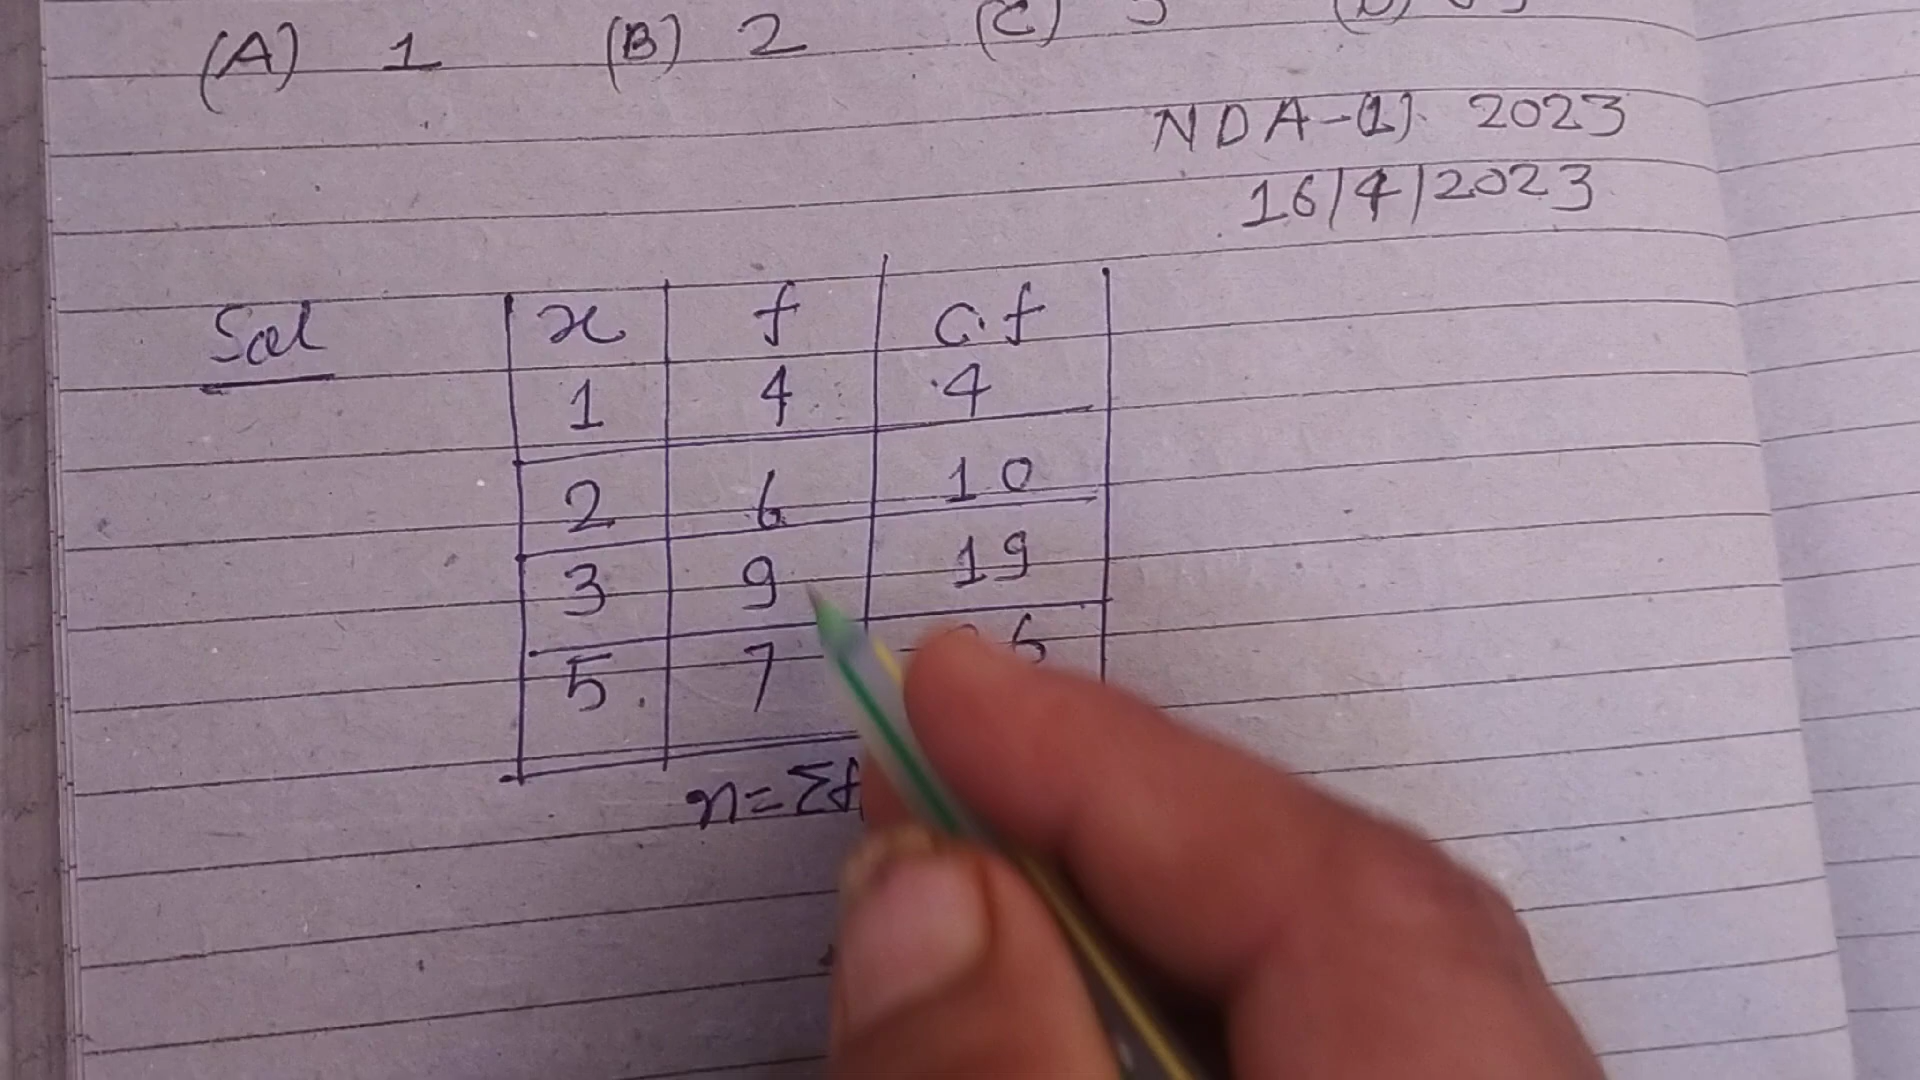 (A) 1 (B) 2 (C)
NDA-(1). 2023
16/4/2023
Sol x f c.f
1 4 4
2 6 10
3 9 19
5 7 6
n=Σf